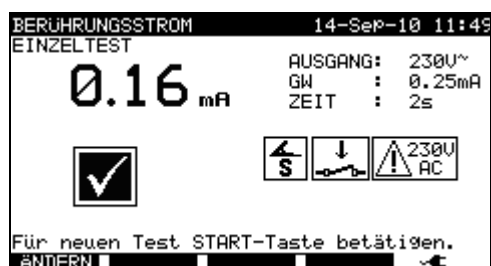 BERÜHRUNGSSTROM 14-Sep-10 11:49
EINZELTEST
0.16 mA
AUSGANG: 230V~
GW : 0.25mA
ZEIT : 2s
S
230V
AC
Für neuen Test START-Taste betätigen.
ÄNDERN